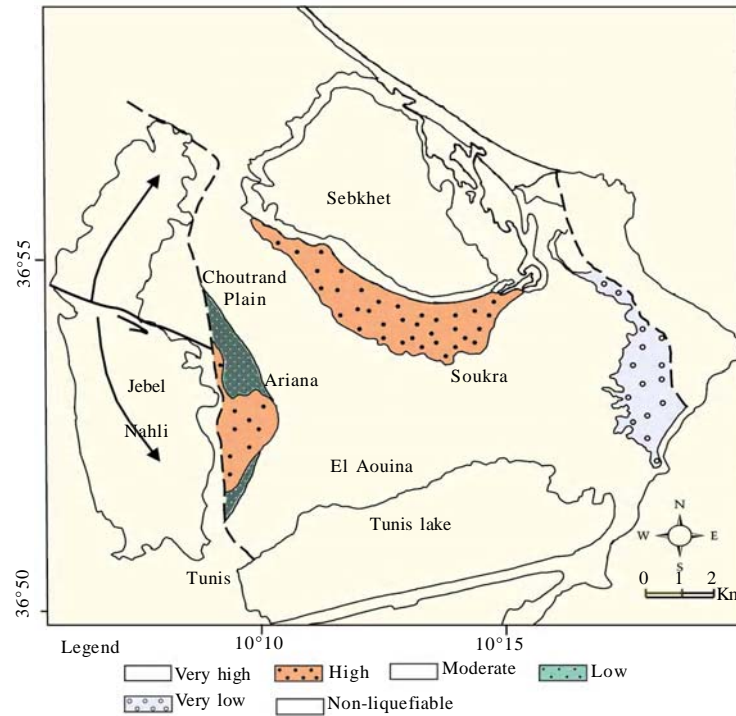 Sebkhet
36°55
Choutrand
Plain
Jebel
Ariana
Soukra
Nahli
El Aouina
Tunis lake
N
W E
S
Tunis
36°50
0 1 2
Km
10°10 10°15
Legend
Very high High Moderate Low
Very low Non-liquefiable